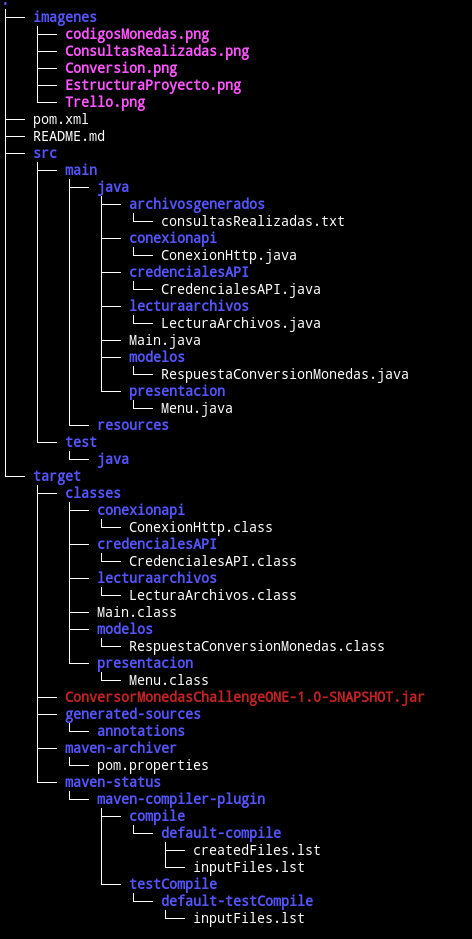 .
imagenes
codigosMonedas.png
ConsultasRealizadas.png
Conversion.png
EstructuraProyecto.png
Trello.png
pom.xml
README.md
src
main
java
archivosgenerados
consultasRealizadas.txt
conexionapi
ConexionHttp.java
credencialesAPI
CredencialesAPI.java
lecturaarchivos
LecturaArchivos.java
Main.java
modelos
RespuestaConversionMonedas.java
presentacion
Menu.java
resources
test
java
target
classes
conexionapi
ConexionHttp.class
credencialesAPI
CredencialesAPI.class
lecturaarchivos
LecturaArchivos.class
Main.class
modelos
RespuestaConversionMonedas.class
presentacion
Menu.class
ConversorMonedasChallengeONE-1.0-SNAPSHOT.jar
generated-sources
annotations
maven-archiver
pom.properties
maven-status
maven-compiler-plugin
compile
default-compile
createdFiles.lst
inputFiles.lst
testCompile
default-testCompile
inputFiles.lst